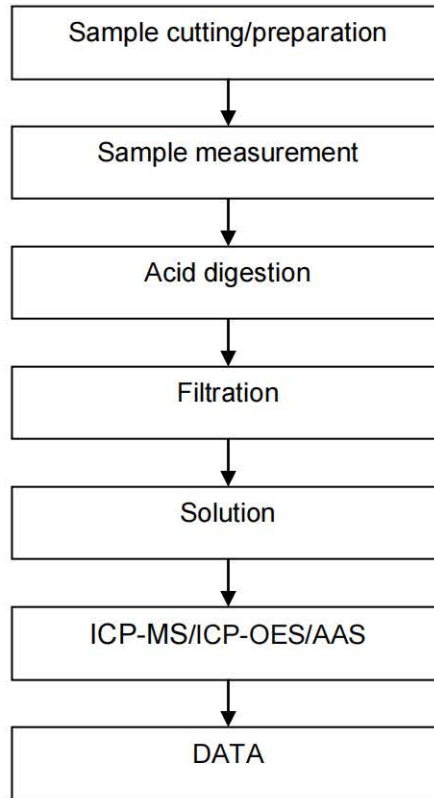 Sample cutting/preparation
Sample measurement
Acid digestion
Filtration
Solution
ICP-MS/ICP-OES/AAS
DATA